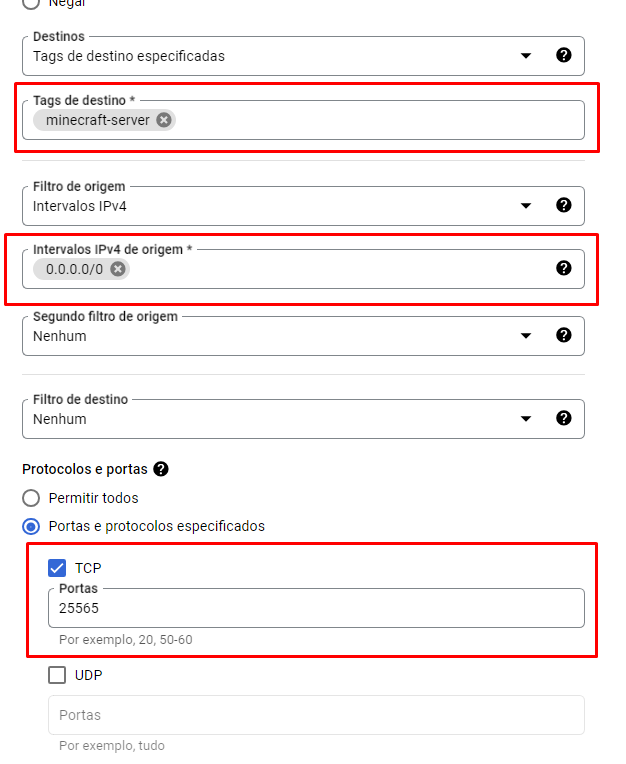 Negar
Destinos
Tags de destino especificadas
Tags de destino *
minecraft-server
Filtro de origem
Intervalos IPv4
Intervalos IPv4 de origem *
0.0.0.0/0
Segundo filtro de origem
Nenhum
Filtro de destino
Nenhum
Protocolos e portas
Permitir todos
Portas e protocolos especificados
TCP
Portas
25565
Por exemplo, 20, 50-60
UDP
Portas
Por exemplo, tudo